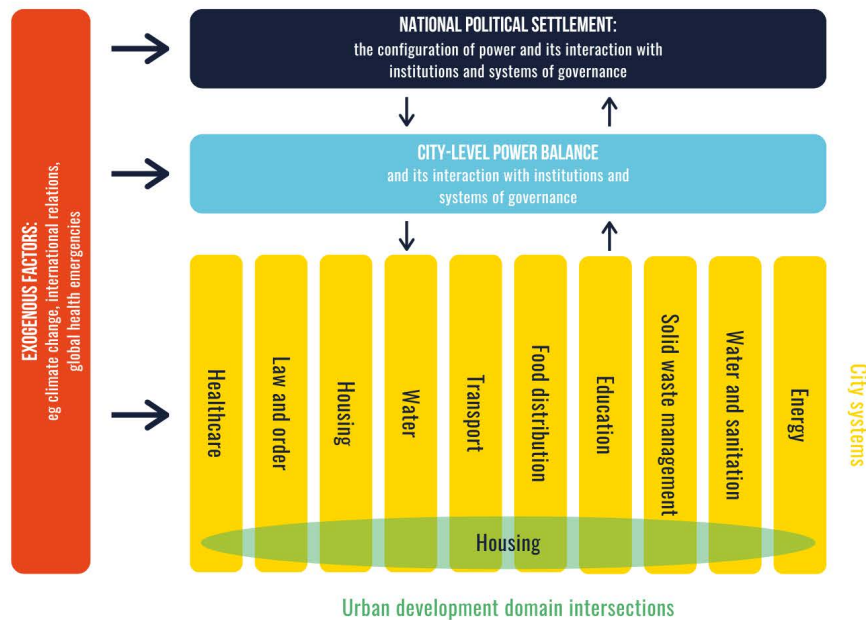 NATIONAL POLITICAL SETTLEMENT:
the configuration of power and its interaction with
institutions and systems of governance
CITY-LEVEL POWER BALANCE
and its interaction with institutions and
systems of governance
EXOGENOUS FACTORS:
eg climate change, international relations,
global health emergencies
Healthcare
Law and order
Housing
Water
Transport
Food distribution
Education
Solid waste management
Water and sanitation
Energy
City systems
Housing
Urban development domain intersections